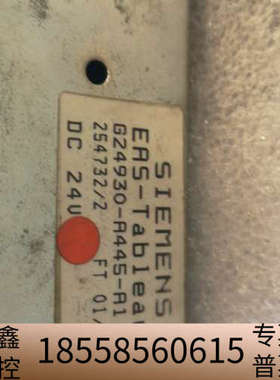 SIEMENS
EAS-Tableau
G24930-A445-A1
254732/2 FT 01/
DC 24V
鑫
控
18558560615
专
普